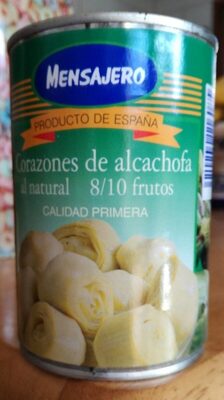 MENSAJERO
PRODUCTO DE ESPAÑA
Corazones de alcachofa
al natural 8/10 frutos
CALIDAD PRIMERA